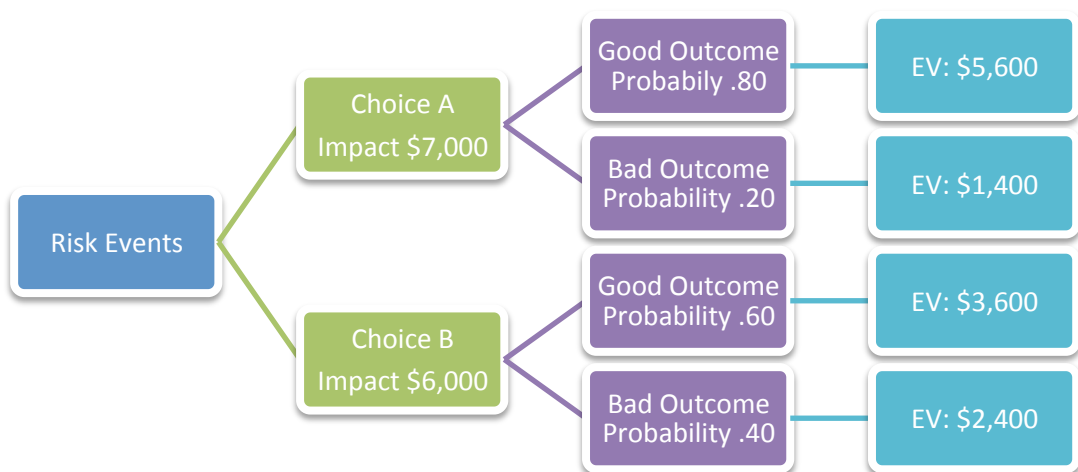 Risk Events
Choice A
Impact $7,000
Good Outcome
Probabily .80
EV: $5,600
Bad Outcome
Probability .20
EV: $1,400
Choice B
Impact $6,000
Good Outcome
Probability .60
EV: $3,600
Bad Outcome
Probability .40
EV: $2,400